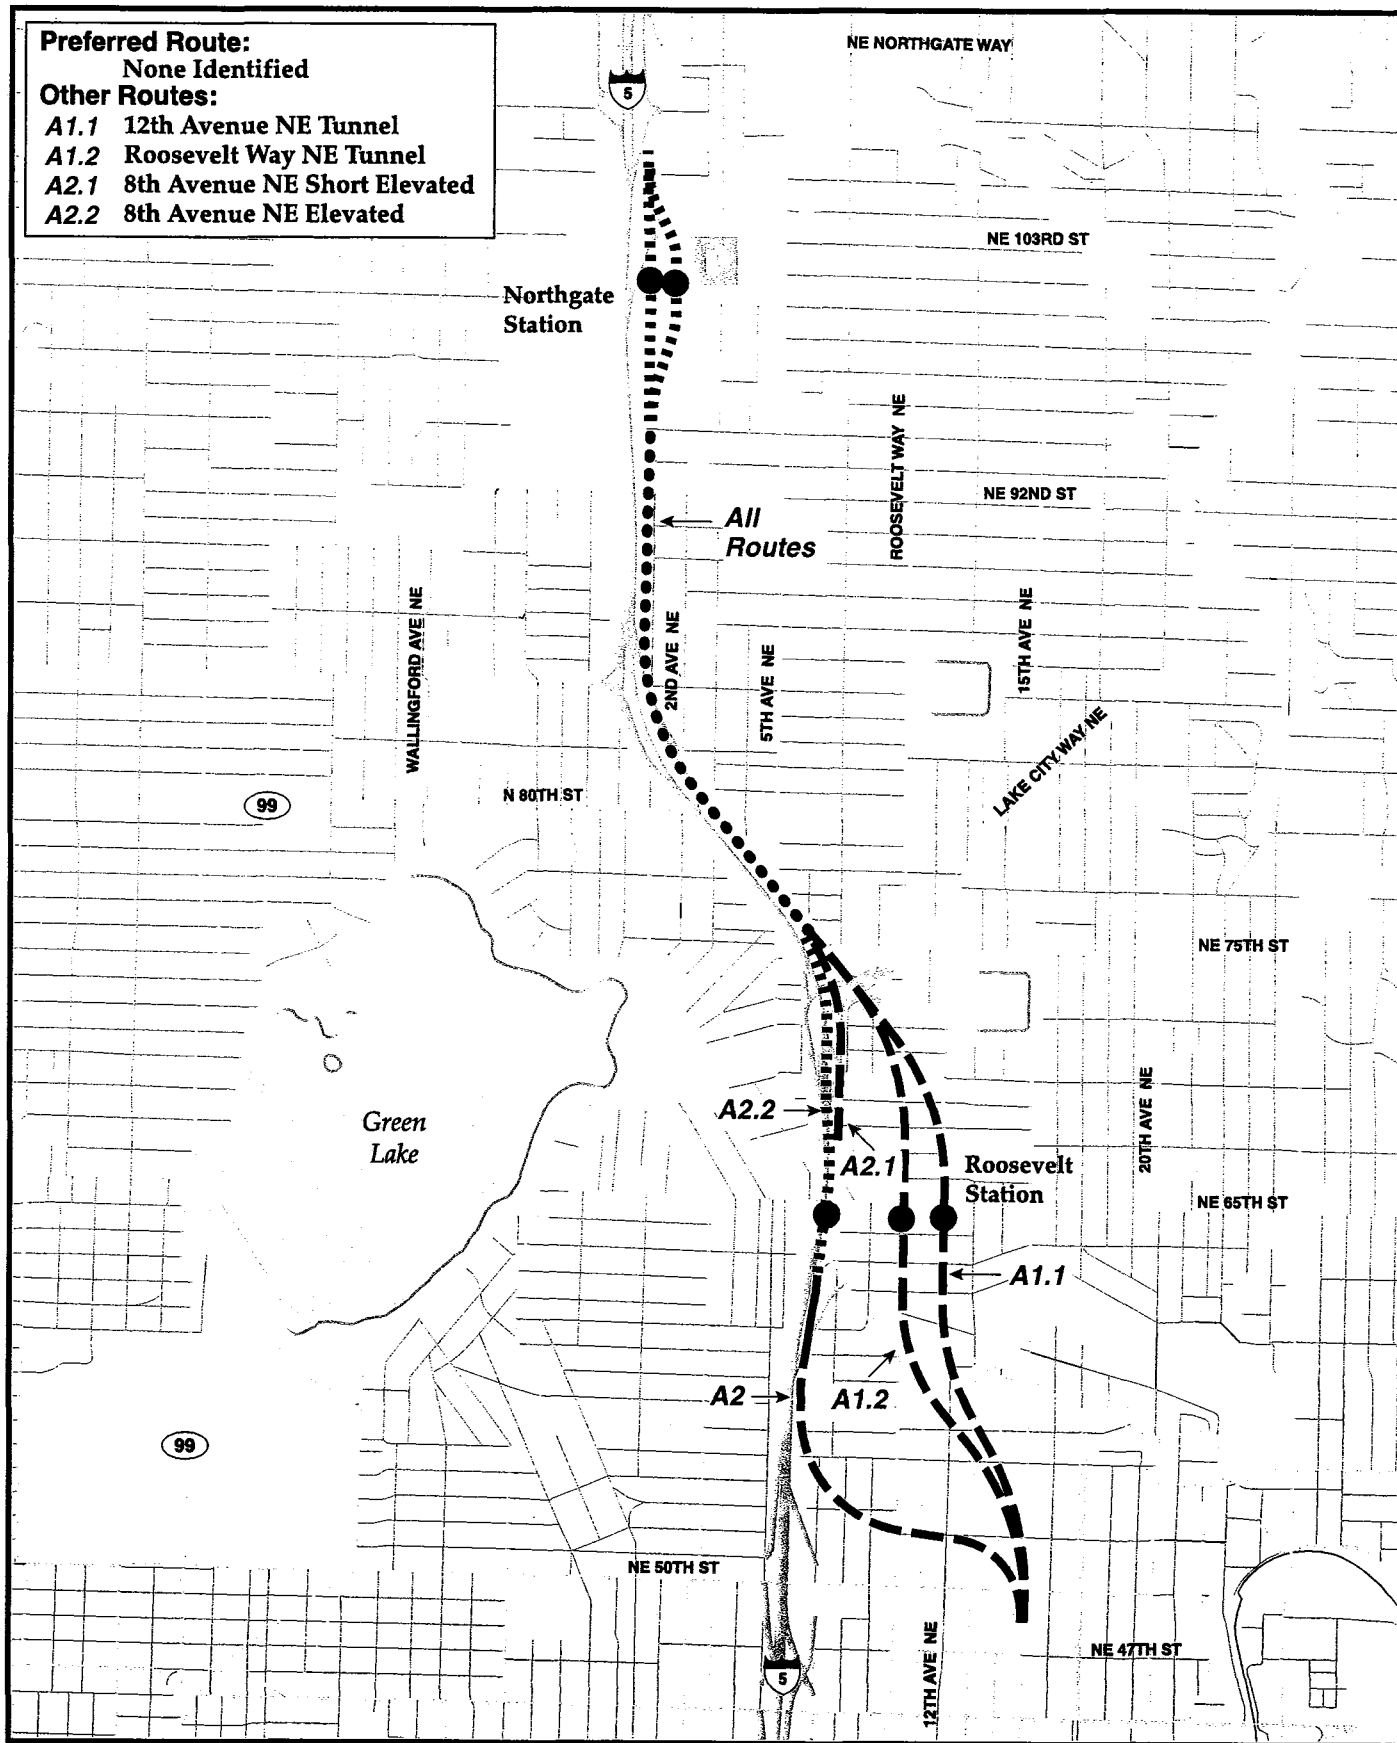 Preferred Route:
None Identified
Other Routes:
A1.1 12th Avenue NE Tunnel
A1.2 Roosevelt Way NE Tunnel
A2.1 8th Avenue NE Short Elevated
A2.2 8th Avenue NE Elevated
NE NORTHGATE WAY
5
NE 103RD ST
Northgate
Station
ROOSEVELT WAY NE
NE 92ND ST
All
Routes
WALLINGFORD AVE NE
2ND AVE NE
5TH AVE NE
15TH AVE NE
LAKE CITY WAY NE
N 80TH ST
99
NE 75TH ST
Green
Lake
A2.2
A2.1
20TH AVE NE
Roosevelt
Station
NE 65TH ST
A1.1
A2
A1.2
99
NE 50TH ST
12TH AVE NE
NE 47TH ST
5